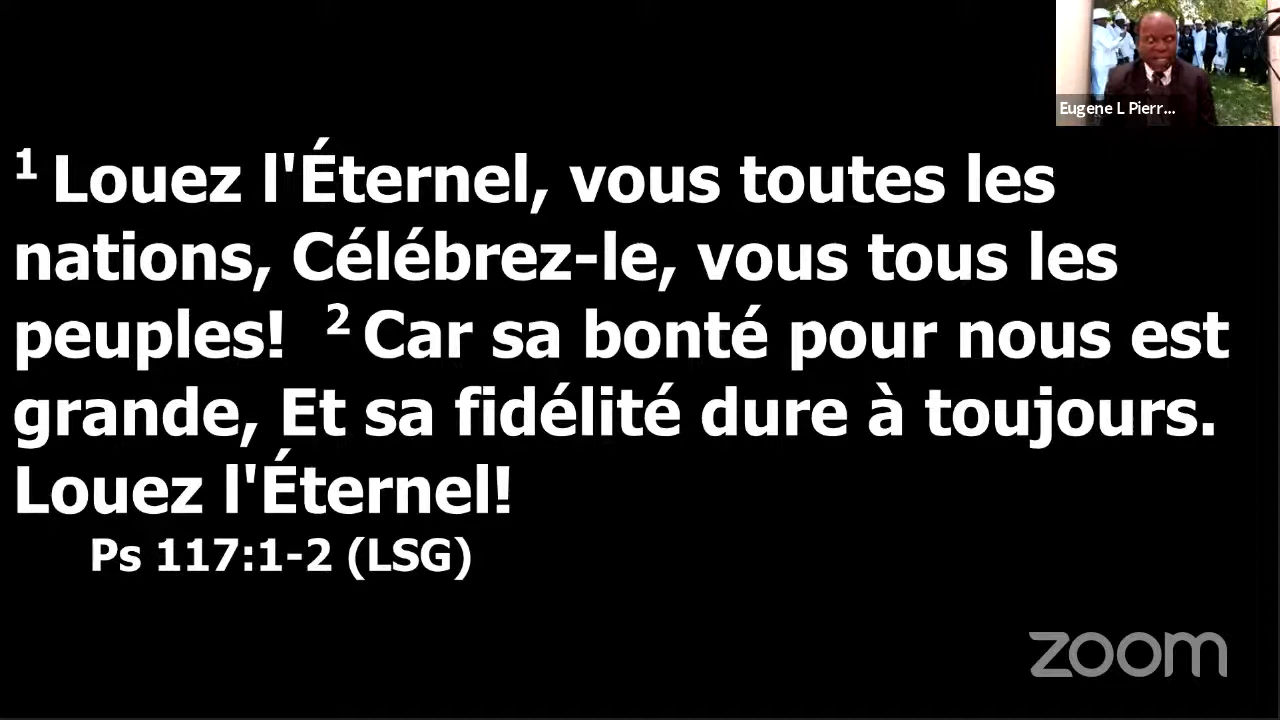 Eugene L Pierr...
1 Louez l'Éternel, vous toutes les
nations, Célébrez-le, vous tous les
peuples! 2 Car sa bonté pour nous est
grande, Et sa fidélité dure à toujours.
Louez l'Éternel!
Ps 117:1-2 (LSG)
zoom